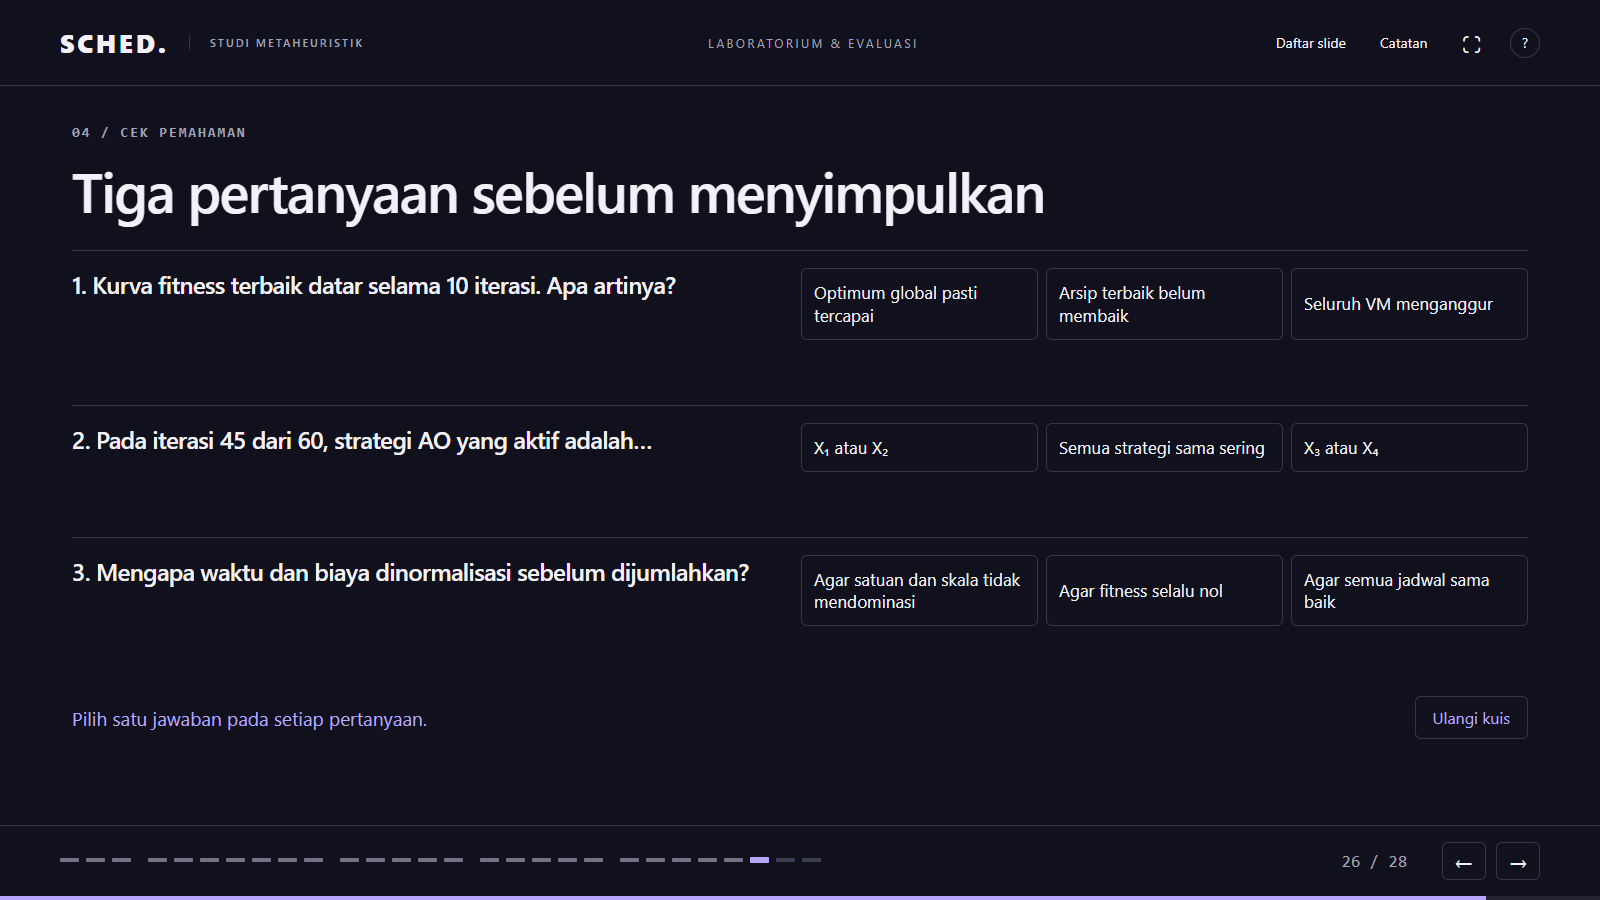 SCHED.
STUDI METAHEURISTIK
LABORATORIUM & EVALUASI
Daftar slide
Catatan
?
04 / CEK PEMAHAMAN
Tiga pertanyaan sebelum menyimpulkan
1. Kurva fitness terbaik datar selama 10 iterasi. Apa artinya?
Optimum global pasti
tercapai
Arsip terbaik belum
membaik
Seluruh VM menganggur
2. Pada iterasi 45 dari 60, strategi AO yang aktif adalah…
X₁ atau X₂
Semua strategi sama sering
X₃ atau X₄
3. Mengapa waktu dan biaya dinormalisasi sebelum dijumlahkan?
Agar satuan dan skala tidak
mendominasi
Agar fitness selalu nol
Agar semua jadwal sama
baik
Pilih satu jawaban pada setiap pertanyaan.
Ulangi kuis
26 / 28
← →